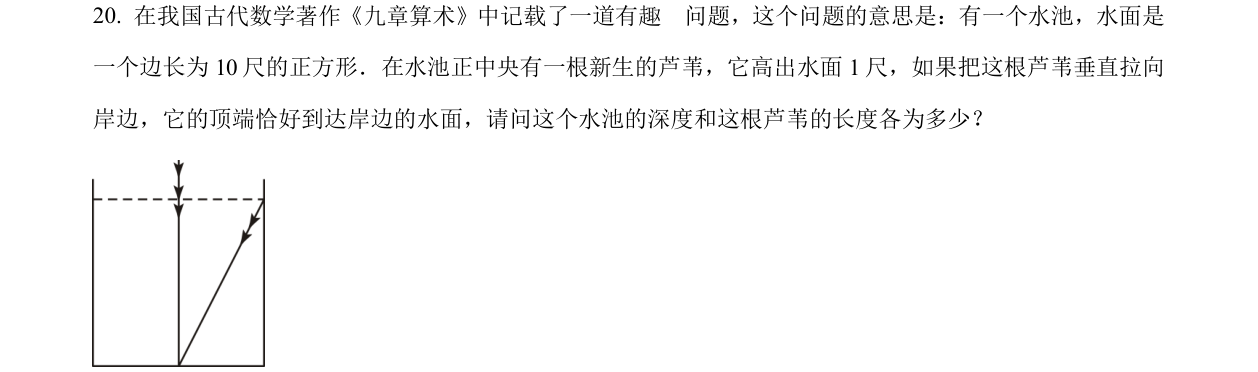 20. 在我国古代数学著作《九章算术》中记载了一道有趣 问题，这个问题的意思是：有一个水池，水面是
一个边长为 10 尺的正方形．在水池正中央有一根新生的芦苇，它高出水面 1 尺，如果把这根芦苇垂直拉向
岸边，它的顶端恰好到达岸边的水面，请问这个水池的深度和这根芦苇的长度各为多少？